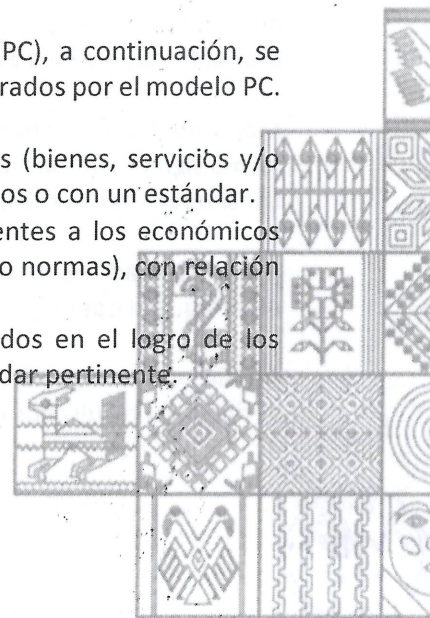 PC), a continuación, se
rados por el modelo PC.
s (bienes, servicios y/o
os o con un estándar.
entes a los económicos
o normas), con relación
dos en el logro de los
dar pertinente.